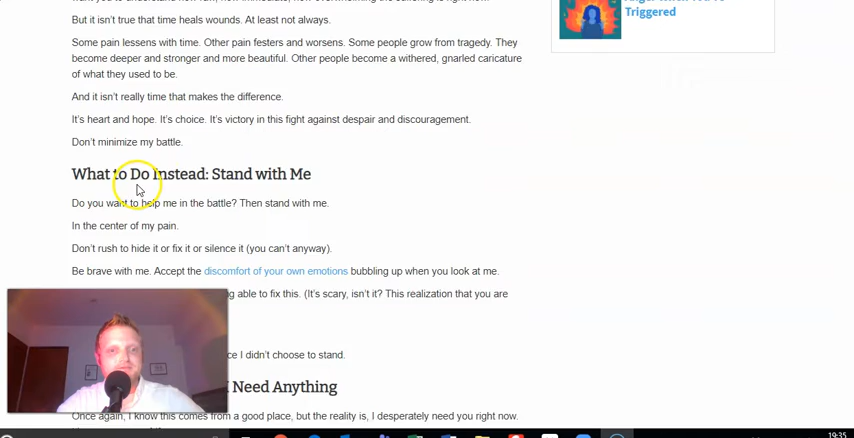 But it isn't true that time heals wounds. At least not always.
Some pain lessens with time. Other pain festers and worsens. Some people grow from tragedy. They
become deeper and stronger and more beautiful. Other people become a withered, gnarled caricature
of what they used to be.
And it isn't really time that makes the difference.
It's heart and hope. It's choice. It's victory in this fight against despair and discouragement.
Don't minimize my battle.
What to Do Instead: Stand with Me
Do you want to help me in the battle? Then stand with me.
In the center of my pain.
Don't rush to hide it or fix it or silence it (you can't anyway).
Be brave with me. Accept the discomfort of your own emotions bubbling up when you look at me.
able to fix this. (It's scary, isn't it? This realization that you are
I didn't choose to stand.
Need Anything
Once again, I know this comes from a good place, but the reality is, I desperately need you right now.
Triggered
19:35